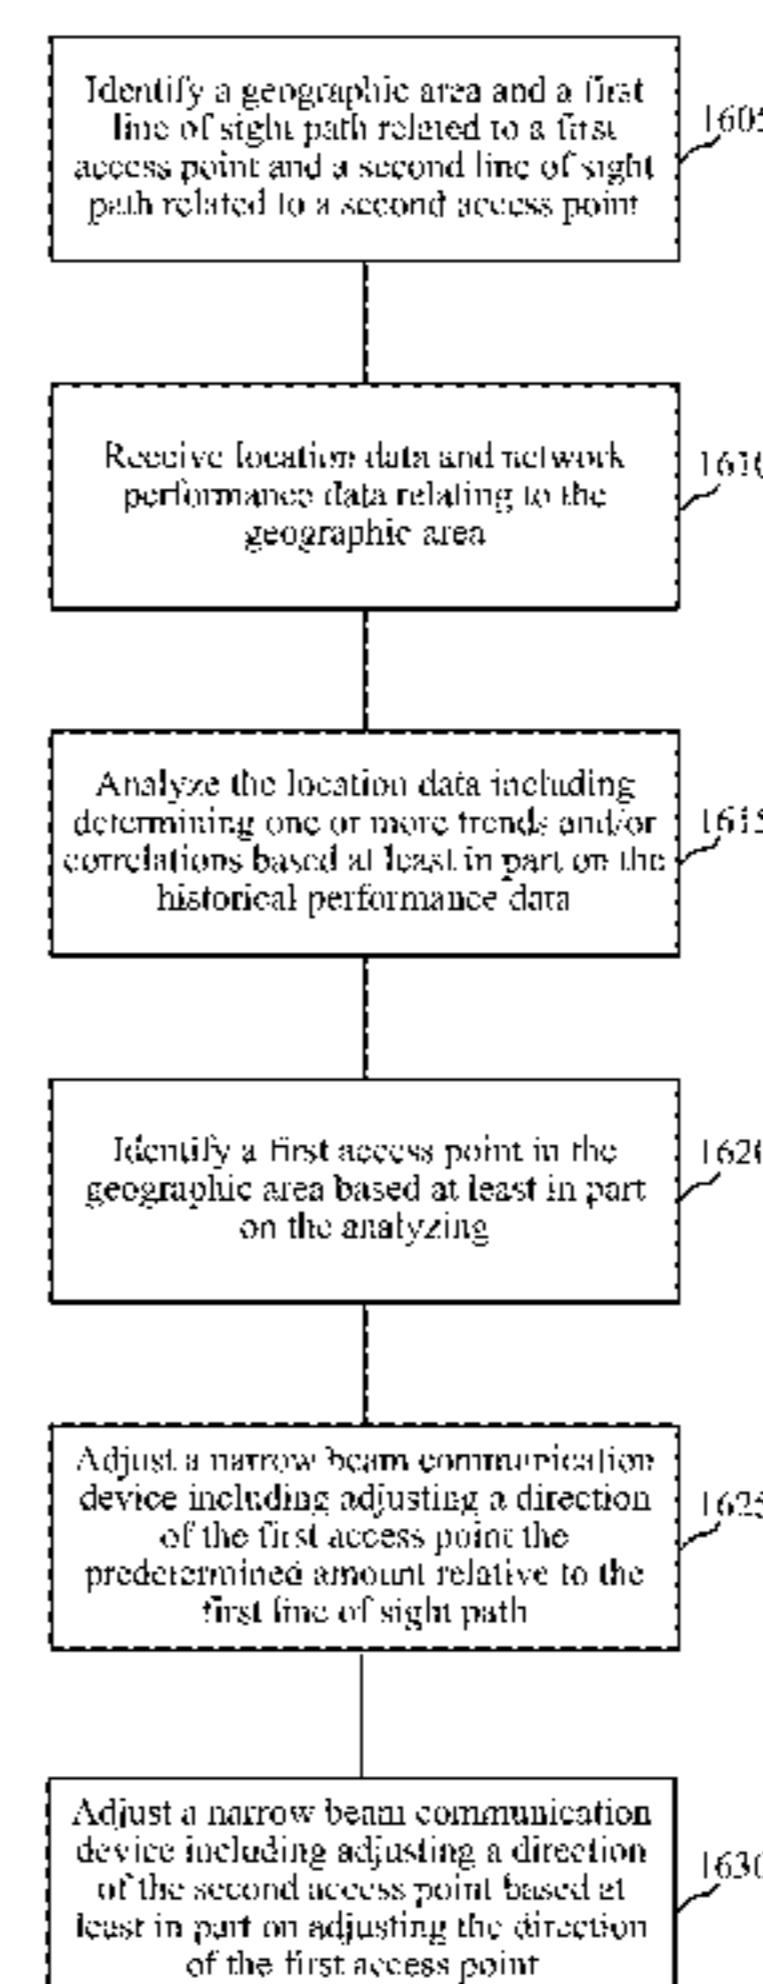 Identify a geographic area and a first
line of sight path related to a first
access point and a second line of sight
path related to a second access point
1605
Receive location data and network
performance data relating to the
geographic area
1610
Analyze the location data including
determining one or more trends and/or
correlations based at least in part on the
historical performance data
1615
Identify a first access point in the
geographic area based at least in part
on the analyzing
1620
Adjust a narrow beam communication
device including adjusting a direction
of the first access point the
predetermined amount relative to the
first line of sight path
1625
Adjust a narrow beam communication
device including adjusting a direction
of the second access point based at
least in part on adjusting the direction
of the first access point
1630